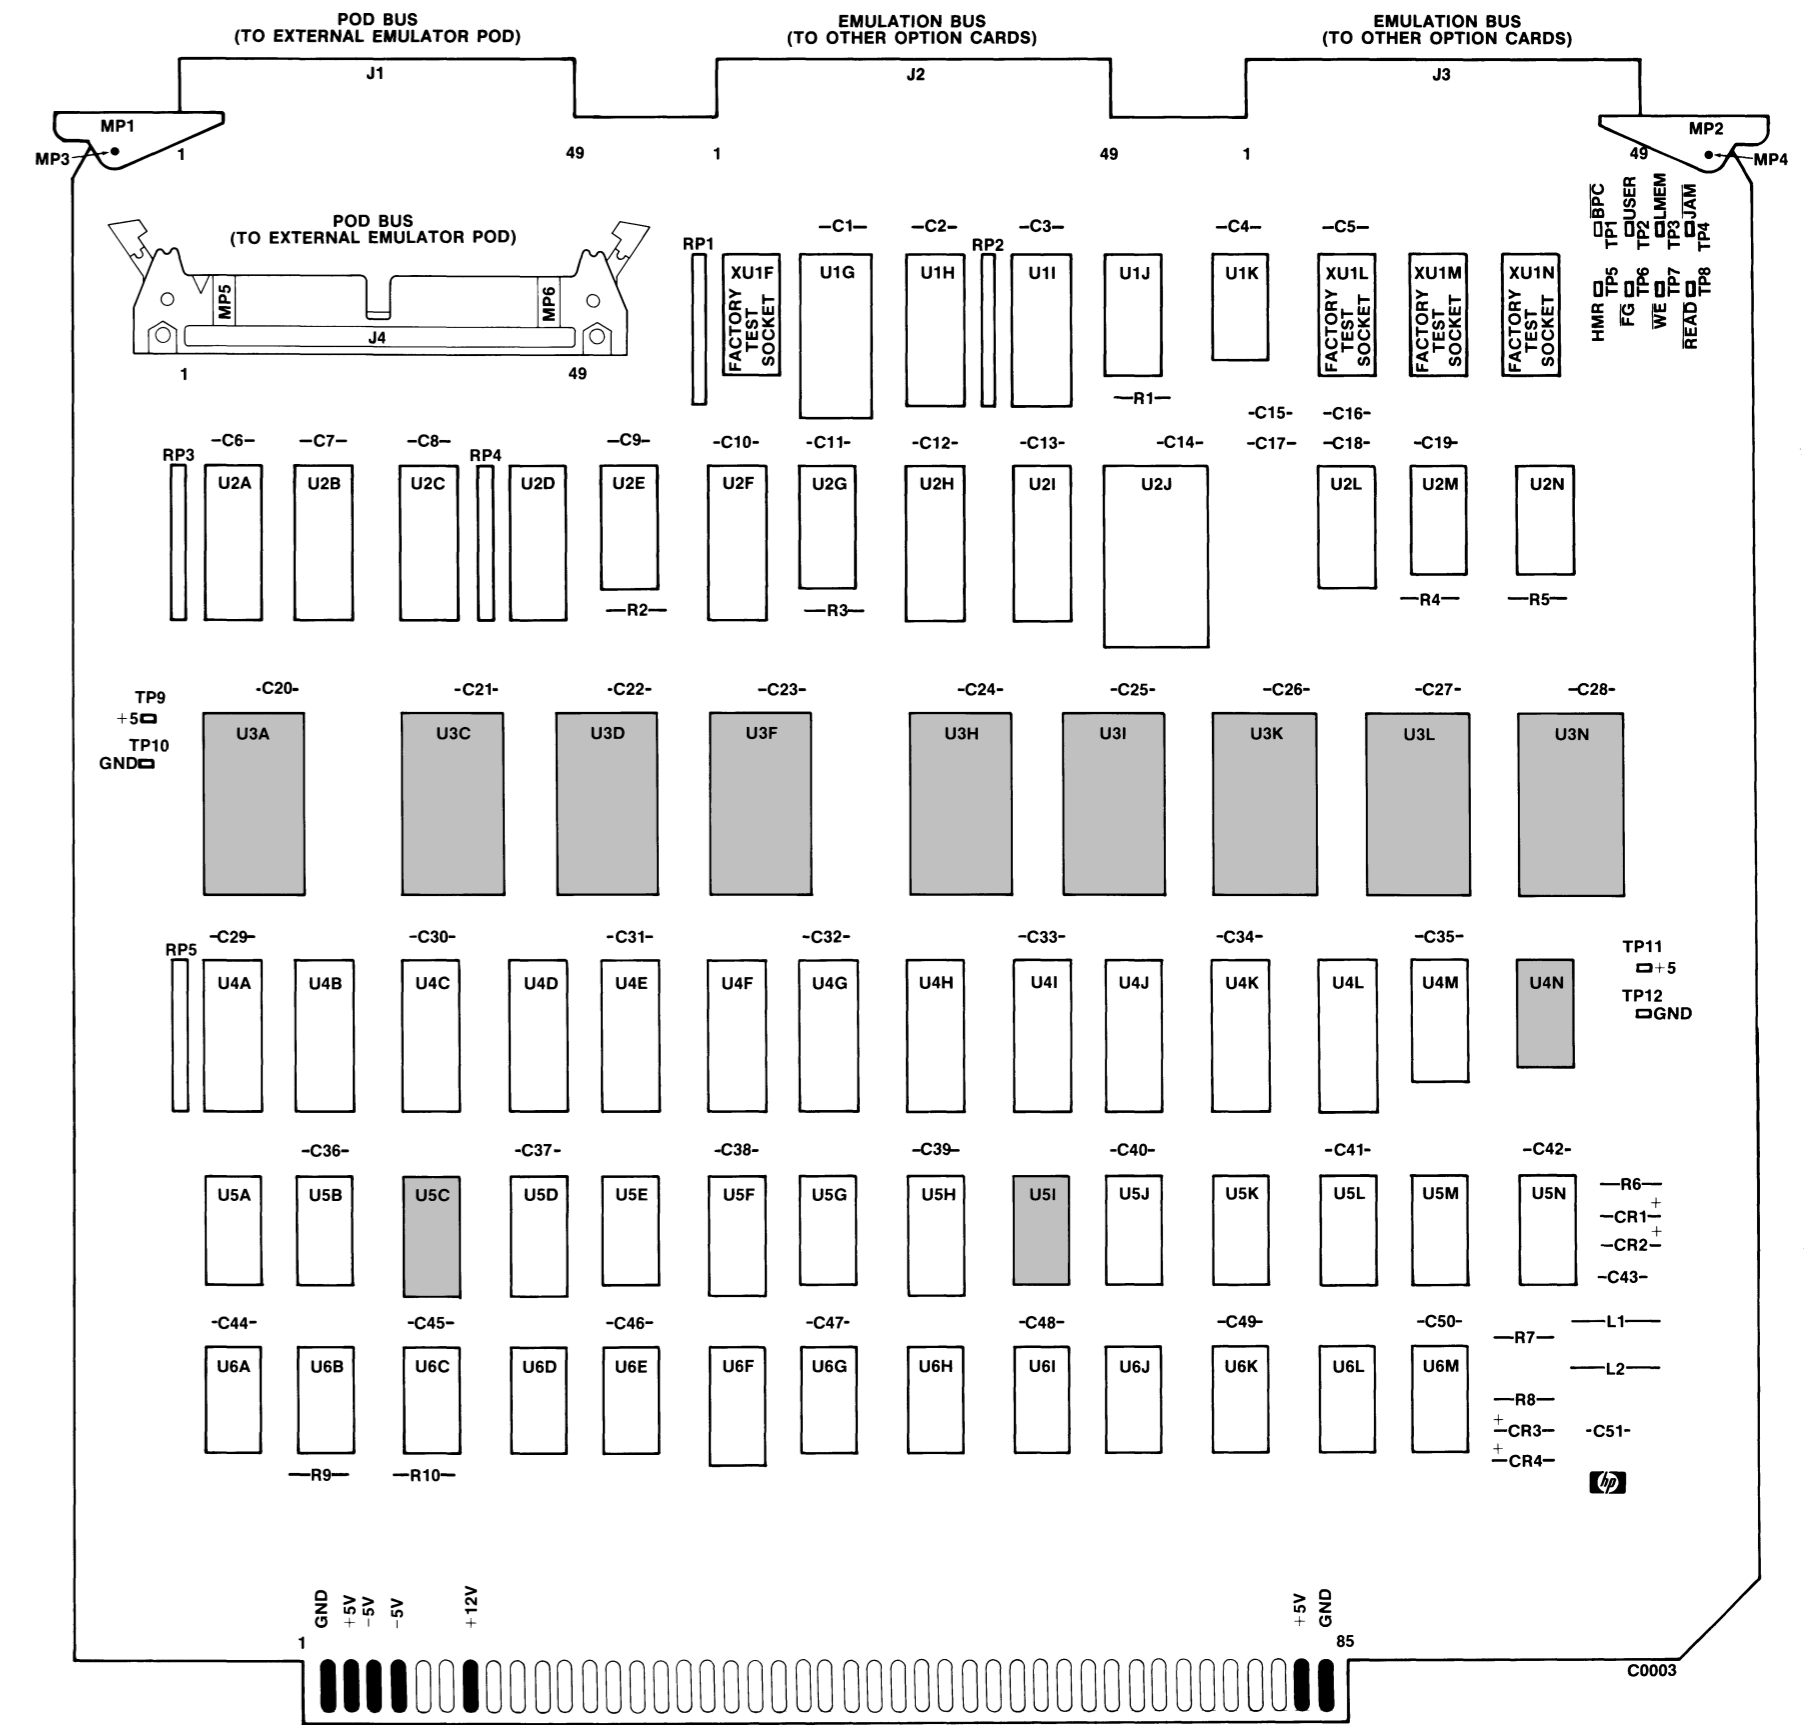 POD BUS
(TO EXTERNAL EMULATOR POD)
EMULATION BUS
(TO OTHER OPTION CARDS)
EMULATION BUS
(TO OTHER OPTION CARDS)
J1
J2
J3
MP1
MP2
MP3
MP4
1
49
1
49
1
49
BPC
USER
LMEM
JAM
TP1
TP2
TP3
TP4
TP5
TP6
TP7
TP8
HMR
FG
WE
READ
POD BUS
(TO EXTERNAL EMULATOR POD)
MP5
MP6
J4
1
49
-C1-
-C2-
-C3-
-C4-
-C5-
RP1
RP2
XU1F
FACTORY
TEST
SOCKET
U1G
U1H
U1I
U1J
U1K
XU1L
FACTORY
TEST
SOCKET
XU1M
FACTORY
TEST
SOCKET
XU1N
FACTORY
TEST
SOCKET
-R1-
-C15-
-C16-
-C6-
-C7-
-C8-
-C9-
-C10-
-C11-
-C12-
-C13-
-C14-
-C17-
-C18-
-C19-
RP3
RP4
U2A
U2B
U2C
U2D
U2E
U2F
U2G
U2H
U2I
U2J
U2L
U2M
U2N
-R2-
-R3-
-R4-
-R5-
-C20-
-C21-
-C22-
-C23-
-C24-
-C25-
-C26-
-C27-
-C28-
TP9
+5
TP10
GND
U3A
U3C
U3D
U3F
U3H
U3I
U3K
U3L
U3N
-C29-
-C30-
-C31-
-C32-
-C33-
-C34-
-C35-
RP5
TP11
+5
TP12
GND
U4A
U4B
U4C
U4D
U4E
U4F
U4G
U4H
U4I
U4J
U4K
U4L
U4M
U4N
-C36-
-C37-
-C38-
-C39-
-C40-
-C41-
-C42-
U5A
U5B
U5C
U5D
U5E
U5F
U5G
U5H
U5I
U5J
U5K
U5L
U5M
U5N
-R6-
+
-CR1-
+
-CR2-
-C43-
-C44-
-C45-
-C46-
-C47-
-C48-
-C49-
-C50-
-L1-
-R7-
U6A
U6B
U6C
U6D
U6E
U6F
U6G
U6H
U6I
U6J
U6K
U6L
U6M
-L2-
-R8-
+
-CR3-
-C51-
+
-CR4-
-R9-
-R10-
hp
GND
+5V
-5V
-5V
+12V
+5V
GND
1
85
C0003